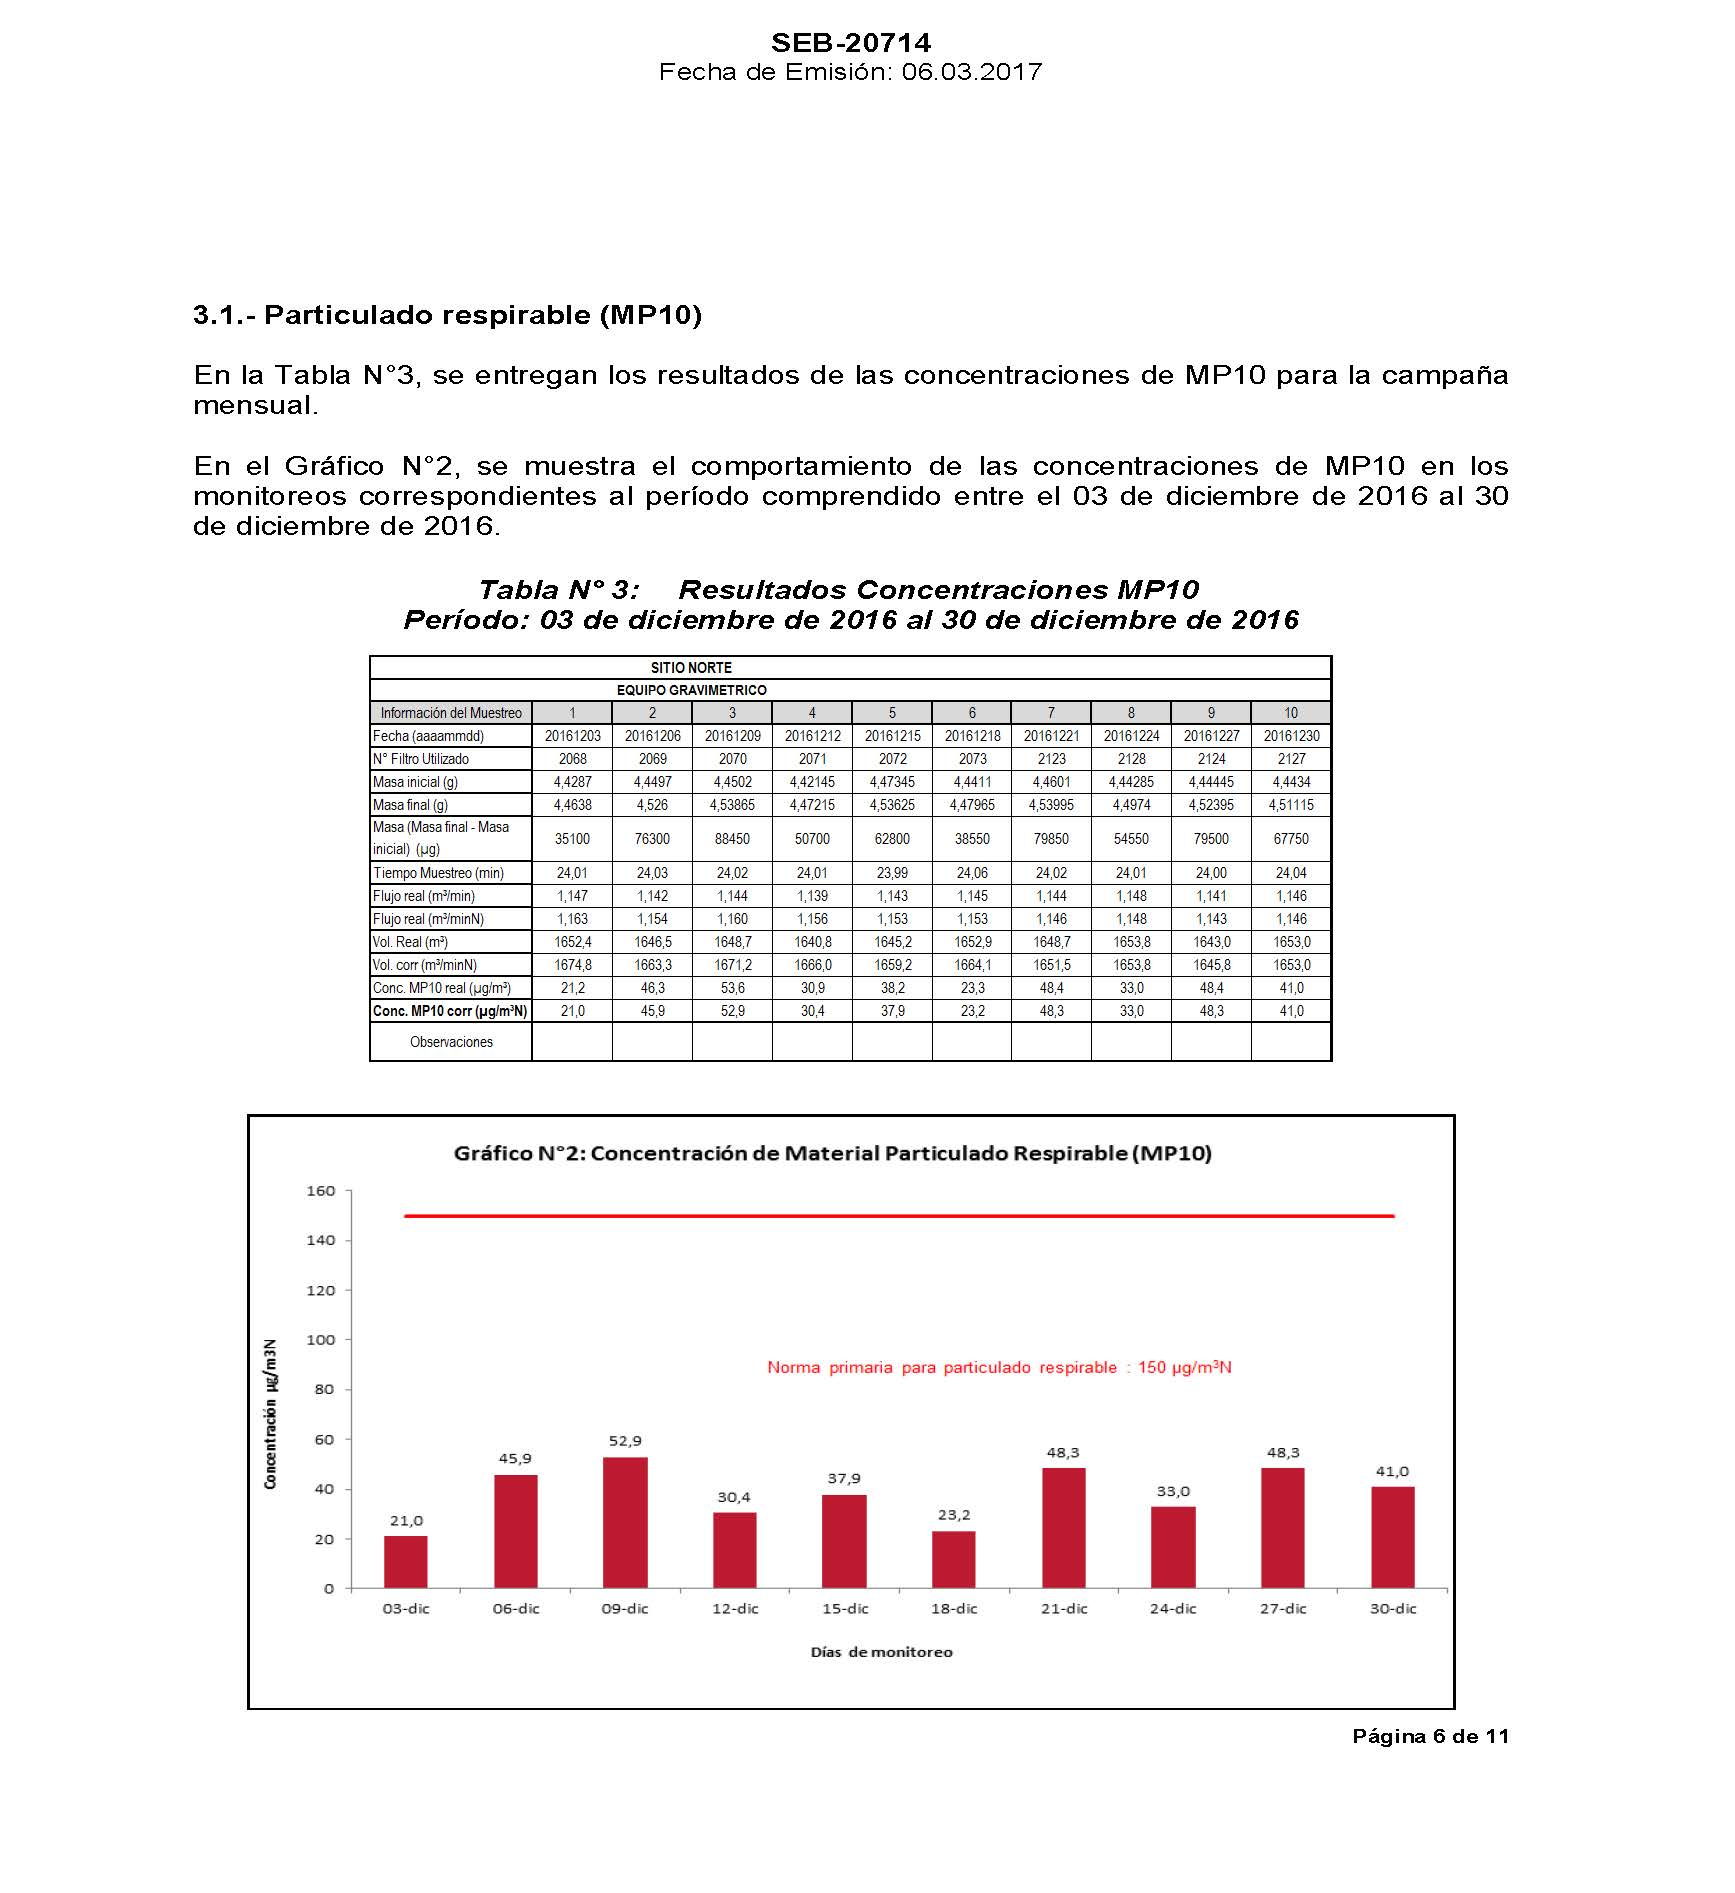 SEB-20714
Fecha de Emisión: 06.03.2017
3.1.- Particulado respirable (MP10)
En la Tabla N°3, se entregan los resultados de las concentraciones de MP10 para la campaña
mensual.
En el Gráfico N°2, se muestra el comportamiento de las concentraciones de MP10 en los
monitoreos correspondientes al período comprendido entre el 03 de diciembre de 2016 al 30
de diciembre de 2016.
Tabla N° 3: Resultados Concentraciones MP10
Período: 03 de diciembre de 2016 al 30 de diciembre de 2016
SITIO NORTE
EQUIPO GRAVIMETRICO
Información del Muestreo 1 2 3 4 5 6 7 8 9 10
Fecha (aaaammdd) 20161203 20161206 20161209 20161212 20161215 20161218 20161221 20161224 20161227 20161230
N° Filtro Utilizado 2068 2069 2070 2071 2072 2073 2123 2128 2124 2127
Masa inicial (g) 4,4287 4,4497 4,4502 4,42145 4,47345 4,4411 4,4601 4,44285 4,44445 4,4434
Masa final (g) 4,4638 4,526 4,53865 4,47215 4,53625 4,47965 4,53995 4,4974 4,52395 4,51115
Masa (Masa final - Masa
inicial) (µg) 35100 76300 88450 50700 62800 38550 79850 54550 79500 67750
Tiempo Muestreo (min) 24,01 24,03 24,02 24,01 23,99 24,06 24,02 24,01 24,00 24,04
Flujo real (m³/min) 1,147 1,142 1,144 1,139 1,143 1,145 1,144 1,148 1,141 1,146
Flujo real (m³/minN) 1,163 1,154 1,160 1,156 1,153 1,153 1,146 1,148 1,143 1,146
Vol. Real (m³) 1652,4 1646,5 1648,7 1640,8 1645,2 1652,9 1648,7 1653,8 1643,0 1653,0
Vol. corr (m³/minN) 1674,8 1663,3 1671,2 1666,0 1659,2 1664,1 1651,5 1653,8 1645,8 1653,0
Conc. MP10 real (µg/m³) 21,2 46,3 53,6 30,9 38,2 23,3 48,4 33,0 48,4 41,0
Conc. MP10 corr (µg/m³N) 21,0 45,9 52,9 30,4 37,9 23,2 48,3 33,0 48,3 41,0
Observaciones
Gráfico N°2: Concentración de Material Particulado Respirable (MP10)
160
140
120
100
80
60
40
20
0
Concentración µg/m3N
Norma primaria para particulado respirable : 150 µg/m³N
21,0 45,9 52,9 30,4 37,9 23,2 48,3 33,0 48,3 41,0
03-dic 06-dic 09-dic 12-dic 15-dic 18-dic 21-dic 24-dic 27-dic 30-dic
Días de monitoreo
Página 6 de 11